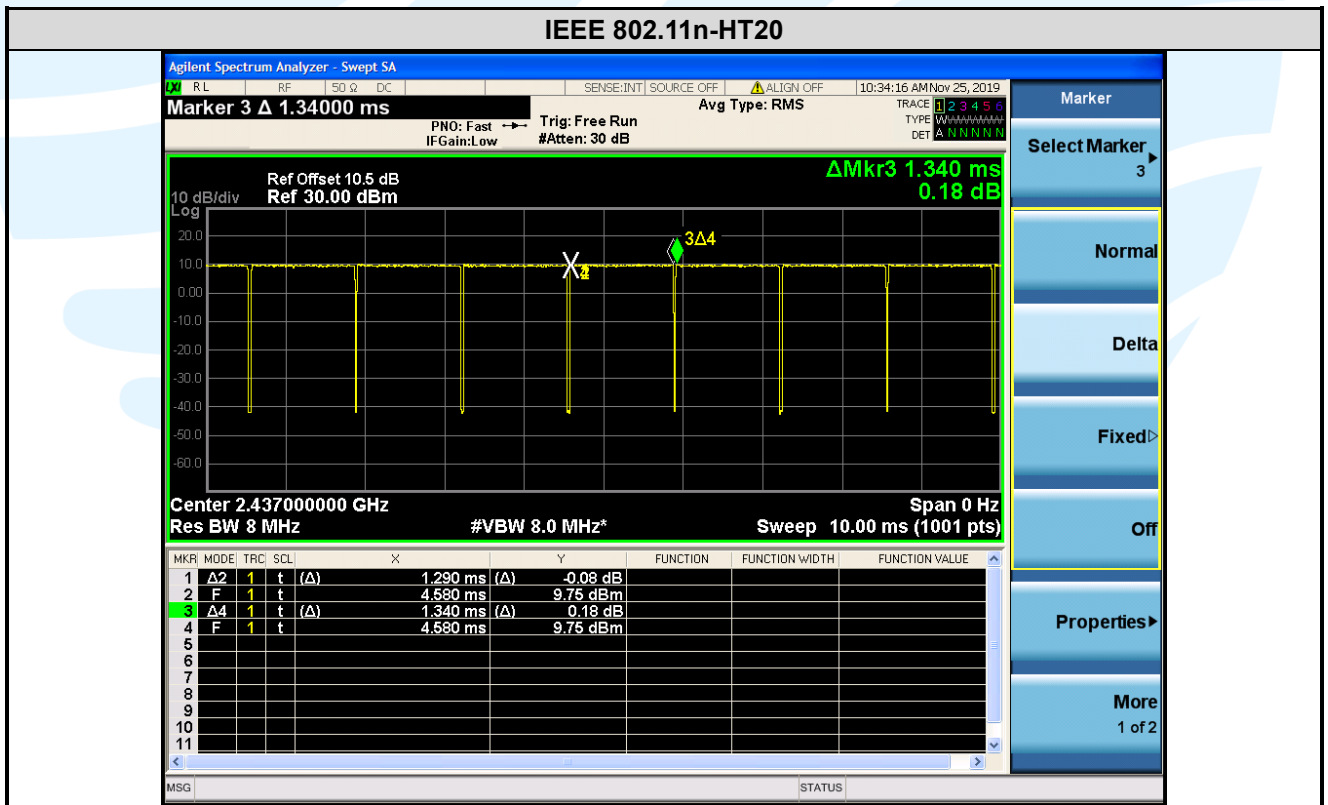 IEEE 802.11n-HT20
Agilent Spectrum Analyzer - Swept SA
LXI RL RF 50 Ω DC SENSE:INT SOURCE OFF ALIGN OFF 10:34:16 AM Nov 25, 2019
Marker 3 Δ 1.34000 ms
PNO: Fast
IFGain:Low
Trig: Free Run
#Atten: 30 dB
Avg Type: RMS
TRACE 1 2 3 4 5 6
TYPE WWWWWW
DET A N N N N N
ΔMkr3 1.340 ms
0.18 dB
Ref Offset 10.5 dB
10 dB/div Ref 30.00 dBm
Log
20.0
10.0
0.00
-10.0
-20.0
-30.0
-40.0
-50.0
-60.0
3Δ4
Center 2.437000000 GHz Span 0 Hz
Res BW 8 MHz #VBW 8.0 MHz* Sweep 10.00 ms (1001 pts)
MKR MODE TRC SCL X Y FUNCTION FUNCTION WIDTH FUNCTION VALUE
1 Δ2 1 t (Δ) 1.290 ms (Δ) -0.08 dB
2 F 1 t 4.580 ms 9.75 dBm
3 Δ4 1 t (Δ) 1.340 ms (Δ) 0.18 dB
4 F 1 t 4.580 ms 9.75 dBm
5
6
7
8
9
10
11
MSG STATUS
Marker
Select Marker
3
Normal
Delta
Fixed
Off
Properties
More
1 of 2